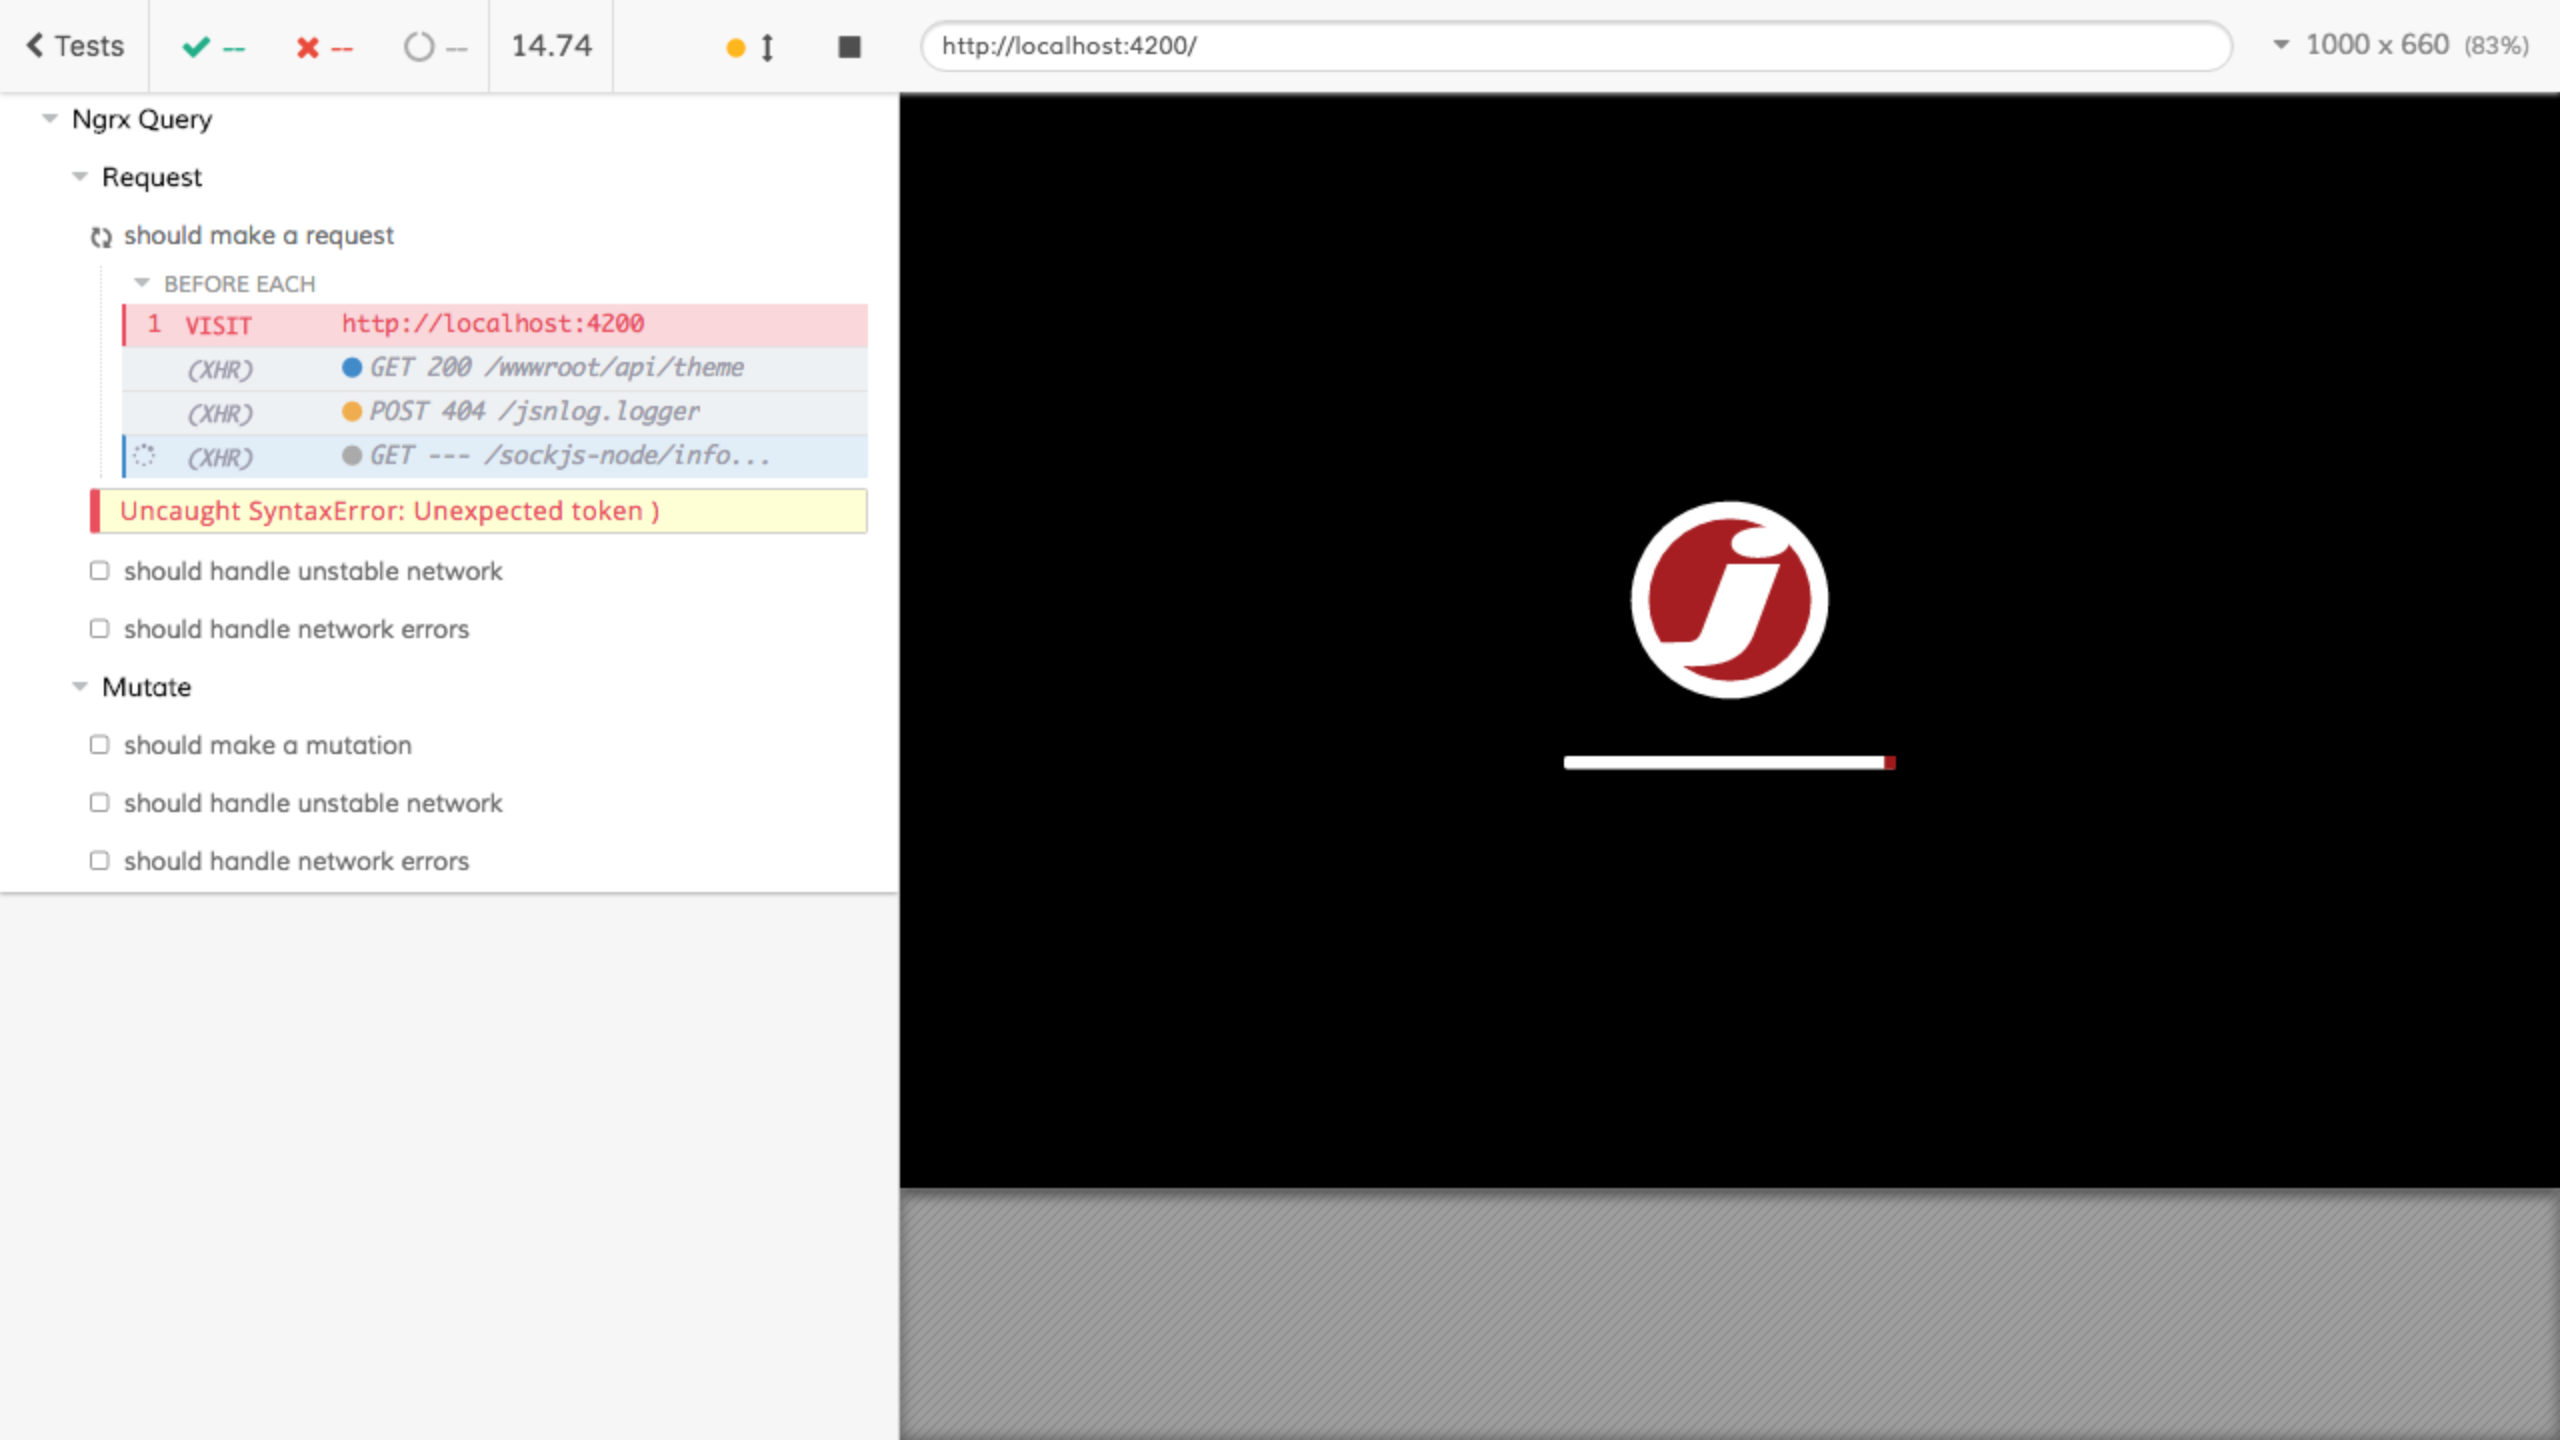 Tests -- -- -- 14.74 http://localhost:4200/ 1000 x 660 (83%)
Ngrx Query
Request
should make a request
BEFORE EACH
1 VISIT http://localhost:4200
(XHR) GET 200 /wwwroot/api/theme
(XHR) POST 404 /jsnlog.logger
(XHR) GET --- /sockjs-node/info...
Uncaught SyntaxError: Unexpected token )
should handle unstable network
should handle network errors
Mutate
should make a mutation
should handle unstable network
should handle network errors
j